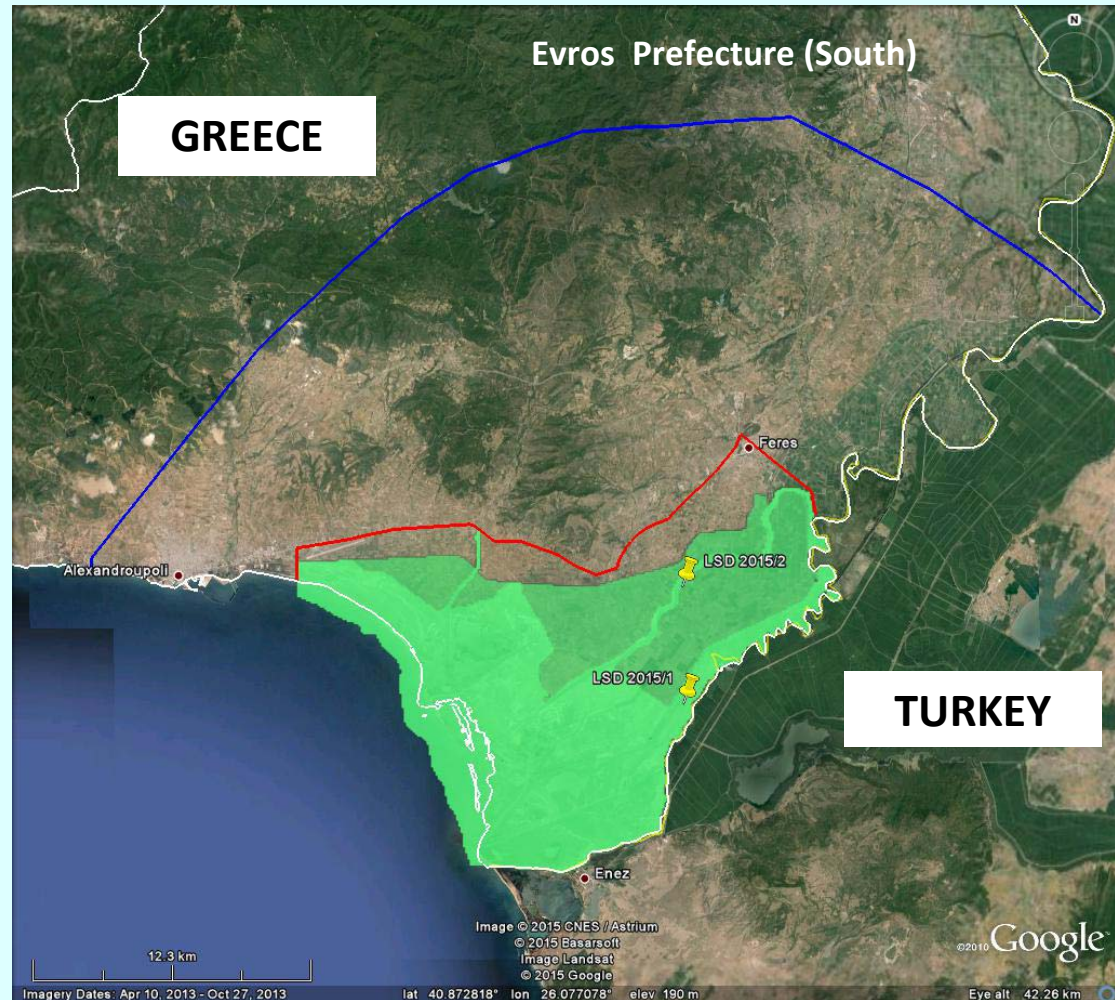 Evros Prefecture (South)
N
GREECE
Feres
Alexandroupoli
LSD 2015/2
LSD 2015/1
TURKEY
Enez
Image © 2015 CNES / Astrium
© 2015 Basarsoft
Image Landsat
© 2015 Google
12.3 km
©2010 Google
Imagery Dates: Apr 10, 2013 - Oct 27, 2013 lat 40.872818° lon 26.077078° elev 190 m Eye alt 42.26 km